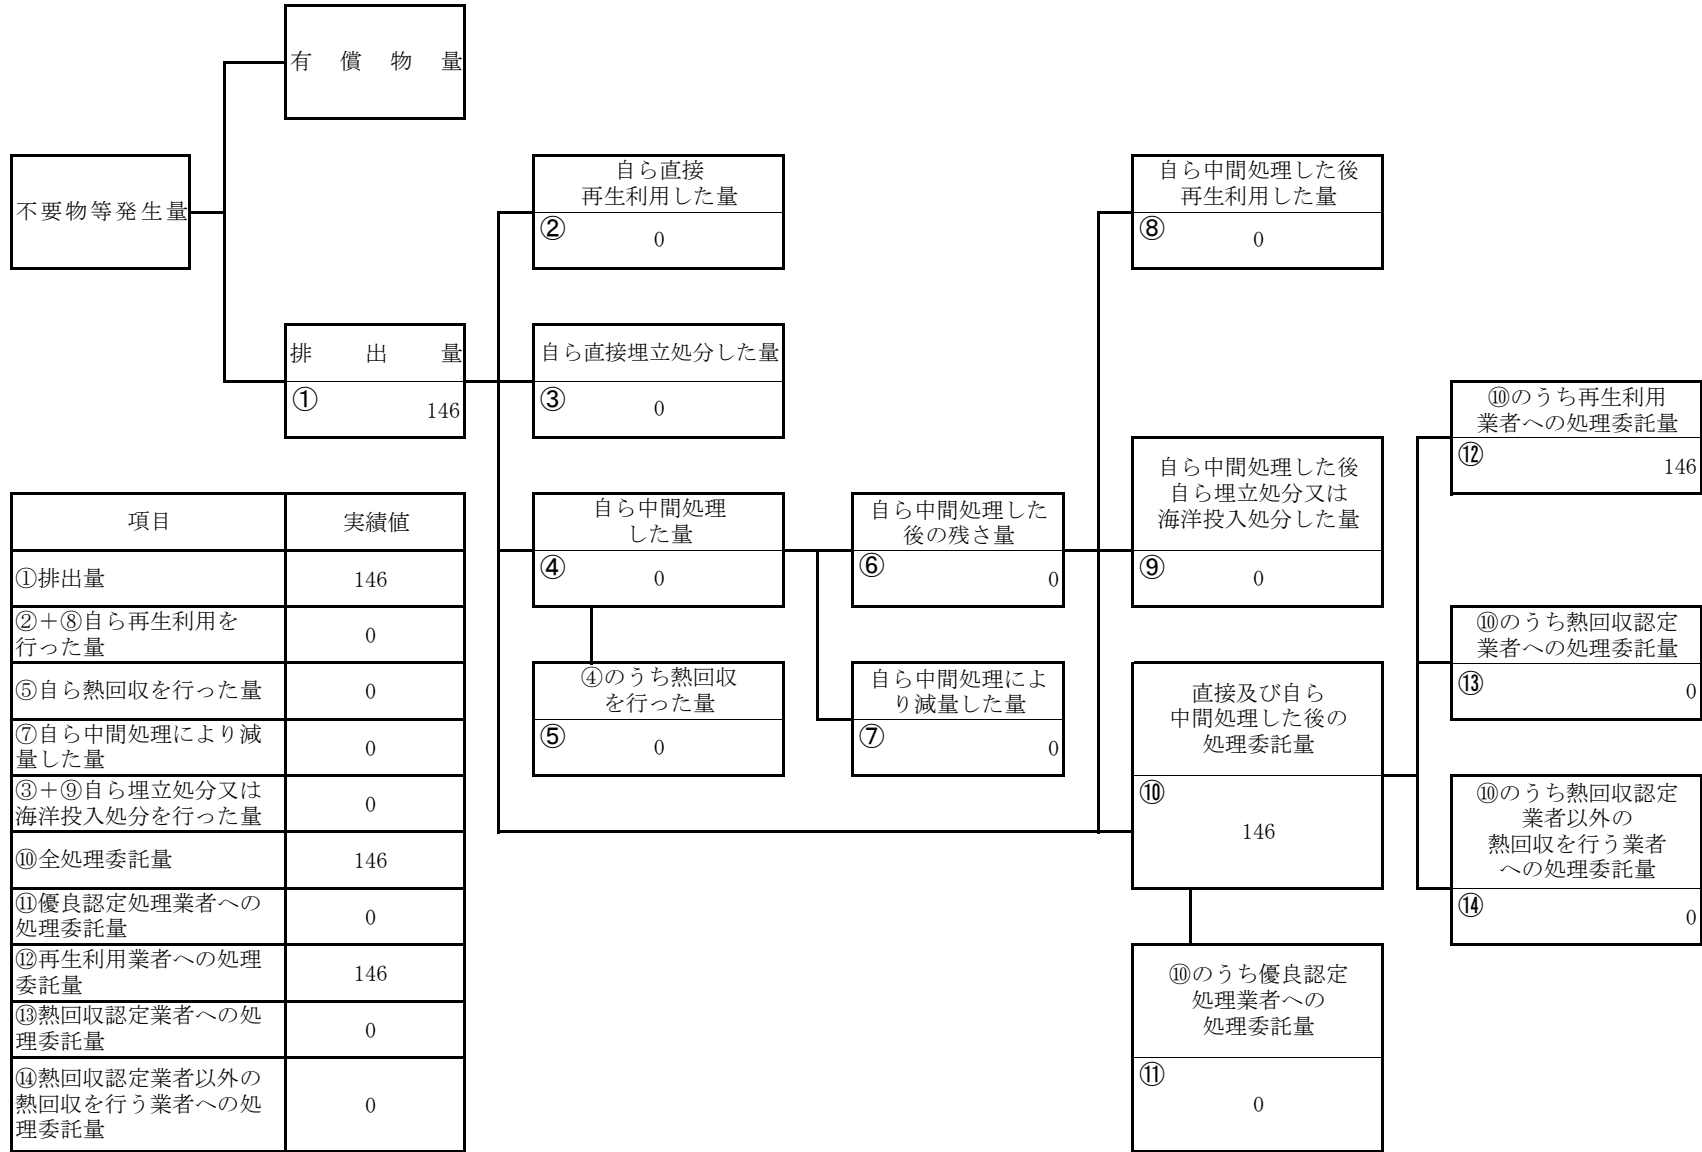 有償物量
不要物等発生量
自ら直接
再生利用した量
②
0
自ら中間処理した後
再生利用した量
⑧
0
排出量
①
146
自ら直接埋立処分した量
③
0
⑩のうち再生利用
業者への処理委託量
⑫
146
自ら中間処理した後
自ら埋立処分又は
海洋投入処分した量
⑨
0
自ら中間処理
した量
④
0
自ら中間処理した
後の残さ量
⑥
0
⑩のうち熱回収認定
業者への処理委託量
⑬
0
④のうち熱回収
を行った量
⑤
0
自ら中間処理によ
り減量した量
⑦
0
直接及び自ら
中間処理した後の
処理委託量
⑩
146
⑩のうち熱回収認定
業者以外の
熱回収を行う業者
への処理委託量
⑭
0
⑩のうち優良認定
処理業者への
処理委託量
⑪
0
項目 実績値
①排出量 146
②＋⑧自ら再生利用を
行った量 0
⑤自ら熱回収を行った量 0
⑦自ら中間処理により減
量した量 0
③＋⑨自ら埋立処分又は
海洋投入処分を行った量 0
⑩全処理委託量 146
⑪優良認定処理業者への
処理委託量 0
⑫再生利用業者への処理
委託量 146
⑬熱回収認定業者への処
理委託量 0
⑭熱回収認定業者以外の
熱回収を行う業者への処
理委託量 0